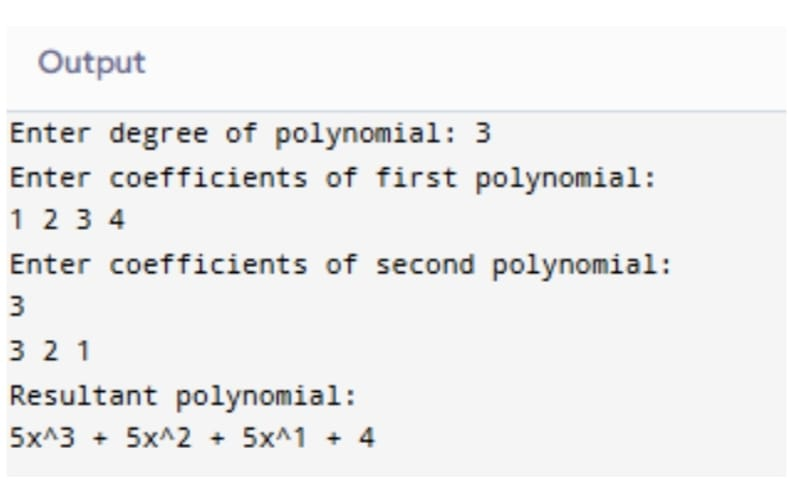 Output
Enter degree of polynomial: 3
Enter coefficients of first polynomial:
1 2 3 4
Enter coefficients of second polynomial:
3
3 2 1
Resultant polynomial:
5x^3 + 5x^2 + 5x^1 + 4